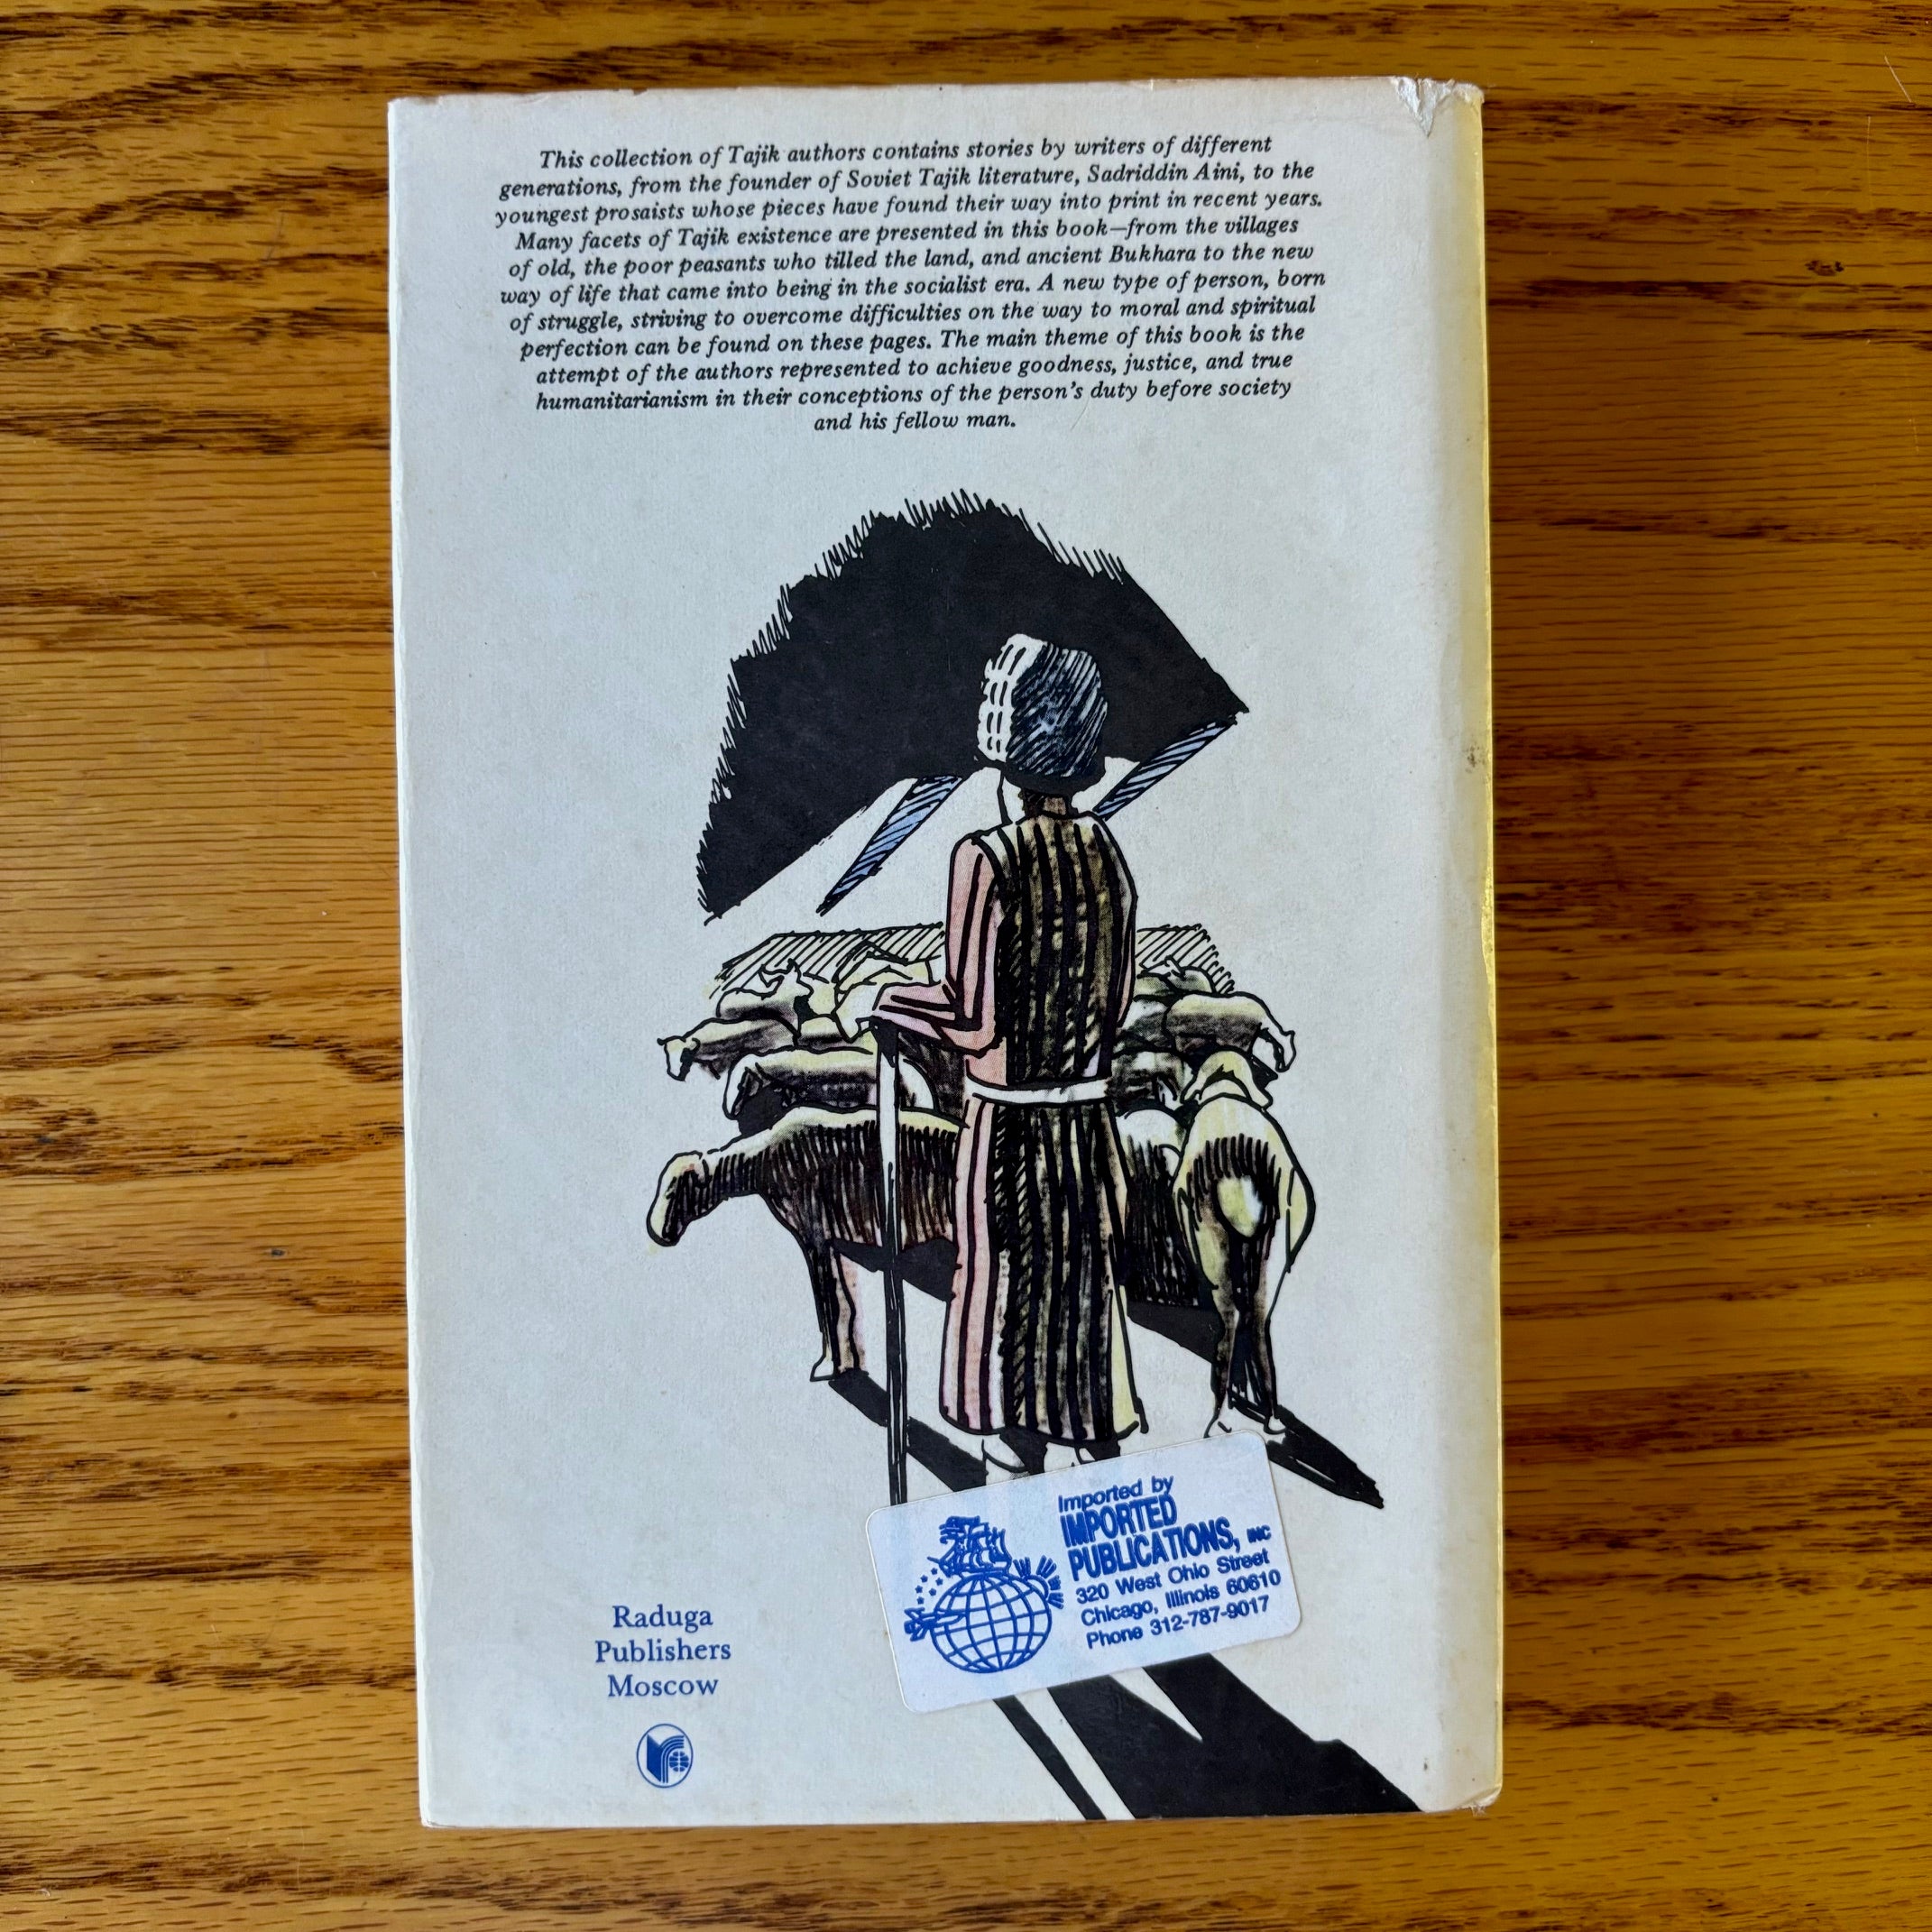 This collection of Tajik authors contains stories by writers of different
generations, from the founder of Soviet Tajik literature, Sadriddin Aini, to the
youngest prosaists whose pieces have found their way into print in recent years.
Many facets of Tajik existence are presented in this book—from the villages
of old, the poor peasants who tilled the land, and ancient Bukhara to the new
way of life that came into being in the socialist era. A new type of person, born
of struggle, striving to overcome difficulties on the way to moral and spiritual
perfection can be found on these pages. The main theme of this book is the
attempt of the authors represented to achieve goodness, justice, and true
humanitarianism in their conceptions of the person's duty before society
and his fellow man.
Imported by
IMPORTED
PUBLICATIONS, INC
320 West Ohio Street
Chicago, Illinois 60610
Phone 312-787-9017
Raduga
Publishers
Moscow